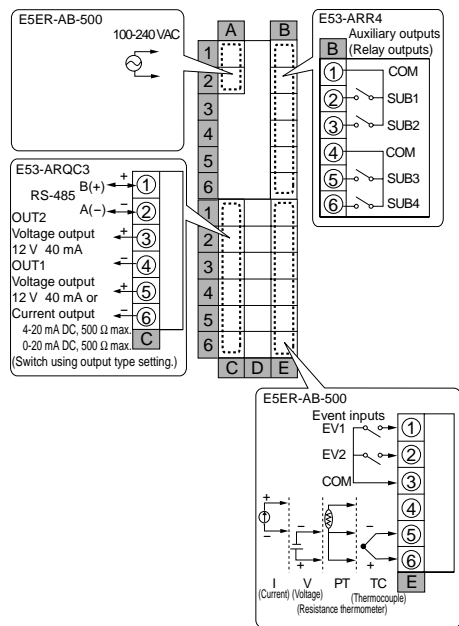 E5ER-AB-500
100-240 VAC
A
B
1
2
3
4
5
6
1
2
3
4
5
6
C D E
E53-ARR4
Auxiliary outputs
(Relay outputs)
B
1 COM
2 SUB1
3 SUB2
4 COM
5 SUB3
6 SUB4
E53-ARQC3
RS-485
B(+) + 1
A(−) − 2
OUT2
Voltage output
12 V 40 mA
+ 3
− 4
OUT1
Voltage output
12 V 40 mA or
Current output
4-20 mA DC, 500 Ω max.
0-20 mA DC, 500 Ω max.
(Switch using output type setting.)
+ 5
− 6
C
E5ER-AB-500
Event inputs
EV1 1
EV2 2
COM 3
4
5
6
E
+
−
−
+
−
+
I V PT TC
(Current) (Voltage) (Thermocouple)
(Resistance thermometer)